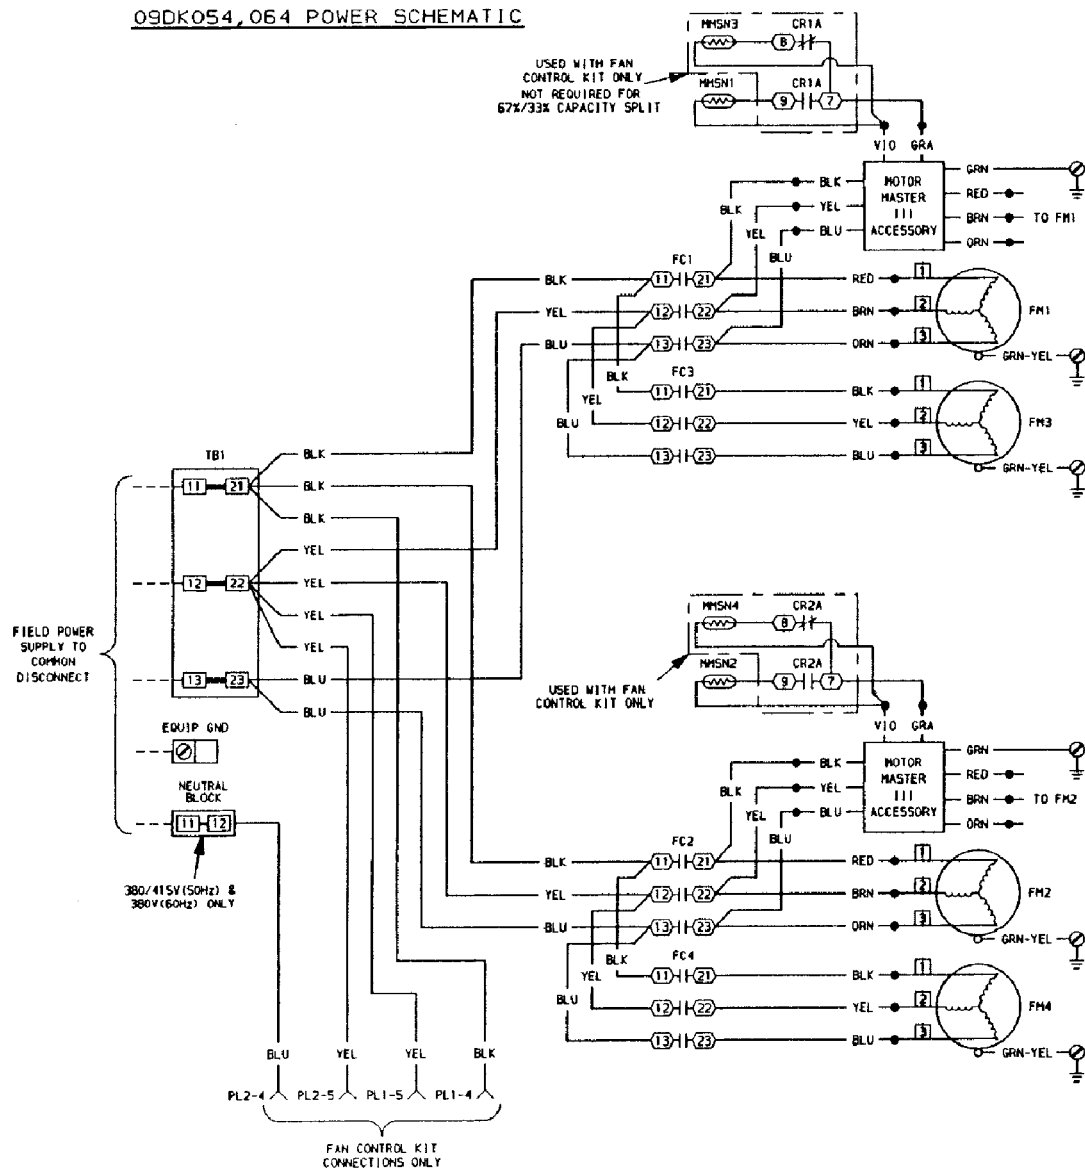 09DK054,064 POWER SCHEMATIC
MMSN3 CR1A
8
USED WITH FAN
CONTROL KIT ONLY
NOT REQUIRED FOR
67%/33% CAPACITY SPLIT
MMSN1 CR1A
9 7
VIO GRA
MOTOR
MASTER
III
ACCESSORY
BLK
YEL
BLU
GRN
RED
BRN TO FM1
ORN
BLK
YEL
BLU
FC1
BLK 11 21 RED 1
YEL 12 22 BRN 2 FM1
BLU 13 23 ORN 3
GRN-YEL
BLK
YEL
BLU
FC3
11 21 BLK 1
12 22 YEL 2 FM3
13 23 BLU 3
GRN-YEL
TB1
BLK
11 21 BLK
BLK
YEL
12 22 YEL
YEL
YEL
13 23 BLU
BLU
FIELD POWER
SUPPLY TO
COMMON
DISCONNECT
EQUIP GND
NEUTRAL
BLOCK
11 12
380/415V(50Hz) &
380V(60Hz) ONLY
MMSN4 CR2A
8
MMSN2 CR2A
9 7
USED WITH FAN
CONTROL KIT ONLY
VIO GRA
MOTOR
MASTER
III
ACCESSORY
BLK
YEL
BLU
GRN
RED
BRN TO FM2
ORN
BLK
YEL
BLU
FC2
BLK 11 21 RED 1
YEL 12 22 BRN 2 FM2
BLU 13 23 ORN 3
GRN-YEL
BLK
YEL
BLU
FC4
11 21 BLK 1
12 22 YEL 2 FM4
13 23 BLU 3
GRN-YEL
BLU YEL YEL BLK
PL2-4 PL2-5 PL1-5 PL1-4
FAN CONTROL KIT
CONNECTIONS ONLY